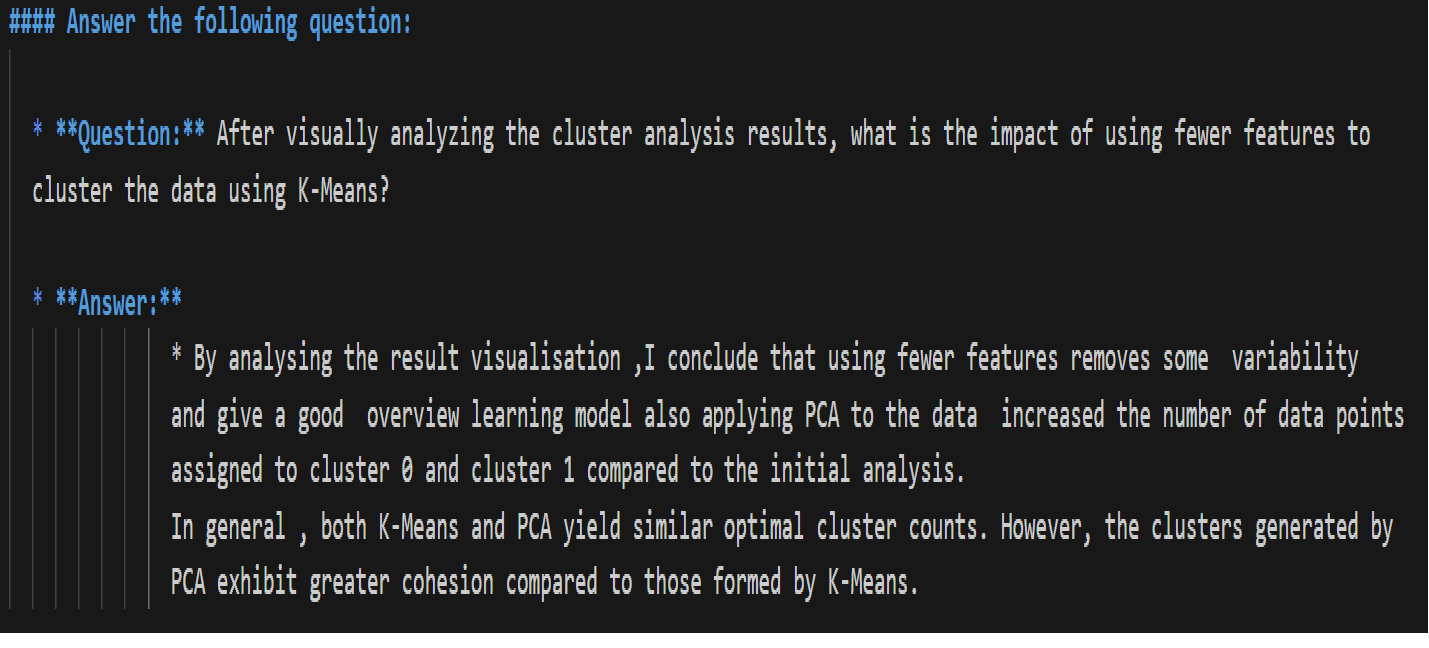 #### Answer the following question:
* **Question:** After visually analyzing the cluster analysis results, what is the impact of using fewer features to
cluster the data using K-Means?
* **Answer:**
* By analysing the result visualisation ,I conclude that using fewer features removes some  variability
and give a good  overview learning model also applying PCA to the data  increased the number of data points
assigned to cluster 0 and cluster 1 compared to the initial analysis.
In general , both K-Means and PCA yield similar optimal cluster counts. However, the clusters generated by
PCA exhibit greater cohesion compared to those formed by K-Means.